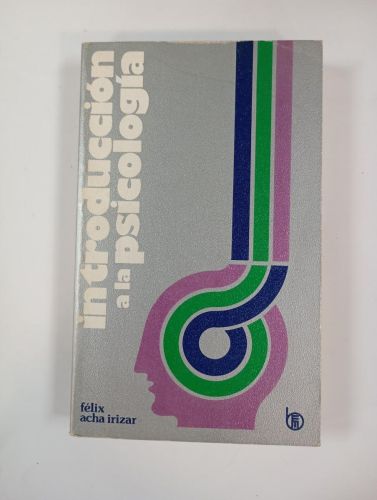 introducción
a la psicología
félix
acha irizar